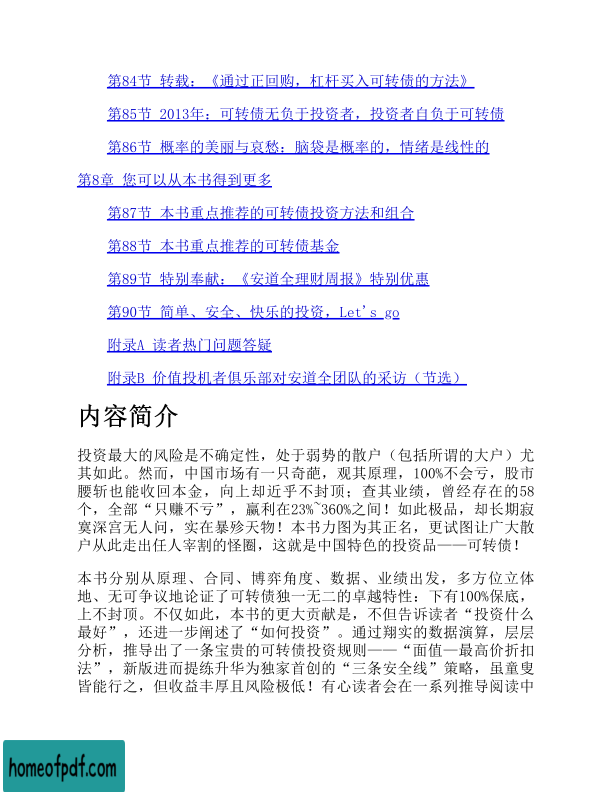 第84节 转载：《通过正回购，杠杆买入可转债的方法》
第85节 2013年：可转债无负于投资者，投资者自负于可转债
第86节 概率的美丽与哀愁：脑袋是概率的，情绪是线性的
第8章 您可以从本书得到更多
第87节 本书重点推荐的可转债投资方法和组合
第88节 本书重点推荐的可转债基金
第89节 特别奉献：《安道全理财周报》特别优惠
第90节 简单、安全、快乐的投资，Let's go
附录A 读者热门问题答疑
附录B 价值投机者俱乐部对安道全团队的采访（节选）
内容简介
投资最大的风险是不确定性，处于弱势的散户（包括所谓的大户）尤
其如此。然而，中国市场有一只奇葩，观其原理，100%不会亏，股市
腰斩也能收回本金，向上却近乎不封顶；查其业绩，曾经存在的58
个，全部“只赚不亏”，赢利在23%~360%之间！如此极品，却长期寂
寞深宫无人问，实在暴殄天物！本书力图为其正名，更试图让广大散
户从此走出任人宰割的怪圈，这就是中国特色的投资品——可转债！
本书分别从原理、合同、博弈角度、数据、业绩出发，多方位立体
地、无可争议地论证了可转债独一无二的卓越特性：下有100%保底，
上不封顶。不仅如此，本书的更大贡献是，不但告诉读者“投资什么
最好”，还进一步阐述了“如何投资”。通过翔实的数据演算，层层
分析，推导出了一条宝贵的可转债投资规则——“面值—最高价折扣
法”，新版进而提练升华为独家首创的“三条安全线”策略，虽童叟
皆能行之，但收益丰厚且风险极低！有心读者会在一系列推导阅读中
homeofpdf.com